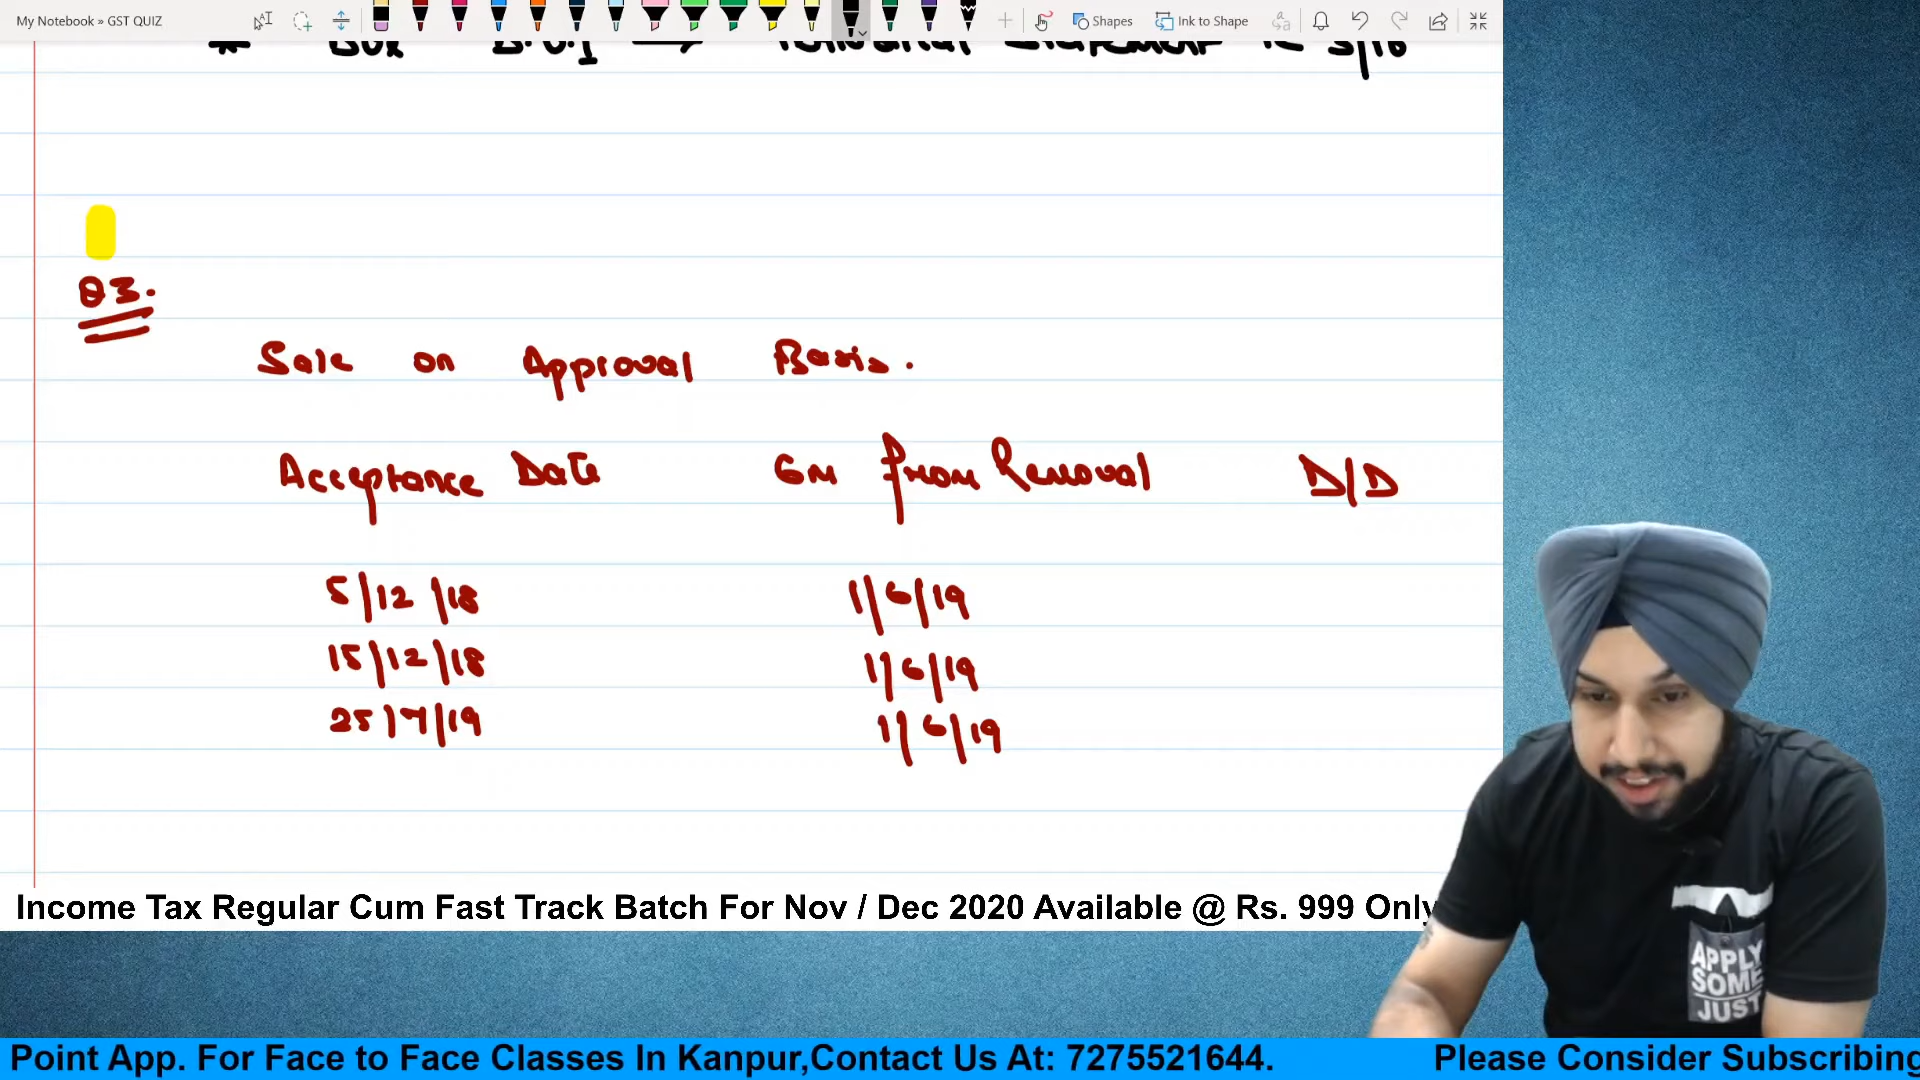 My Notebook » GST QUIZ
Shapes
Ink to Shape
Q3.
Sale on Approval Basis.
Acceptance Date 6m from Removal D/D
5/12/18 1/6/19
15/12/18 1/6/19
25/7/19 1/6/19
APPLY
SOME
JUST
Income Tax Regular Cum Fast Track Batch For Nov / Dec 2020 Available @ Rs. 999 Only
Point App. For Face to Face Classes In Kanpur,Contact Us At: 7275521644. Please Consider Subscribing